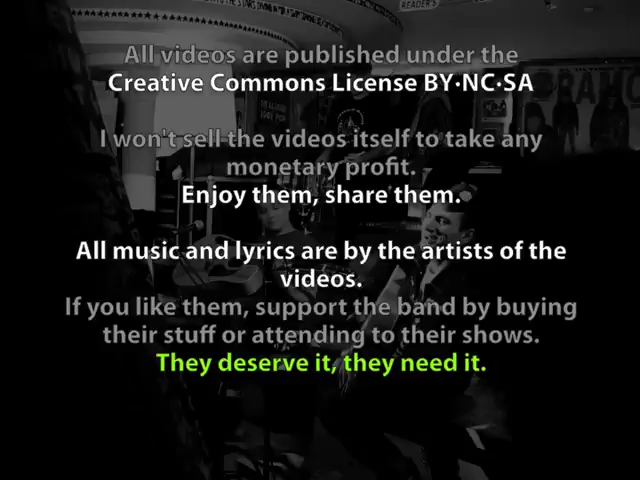 READER'S
All videos are published under the
Creative Commons License BY•NC•SA
I won't sell the videos itself to take any
monetary profit.
Enjoy them, share them.
All music and lyrics are by the artists of the
videos.
If you like them, support the band by buying
their stuff or attending to their shows.
They deserve it, they need it.